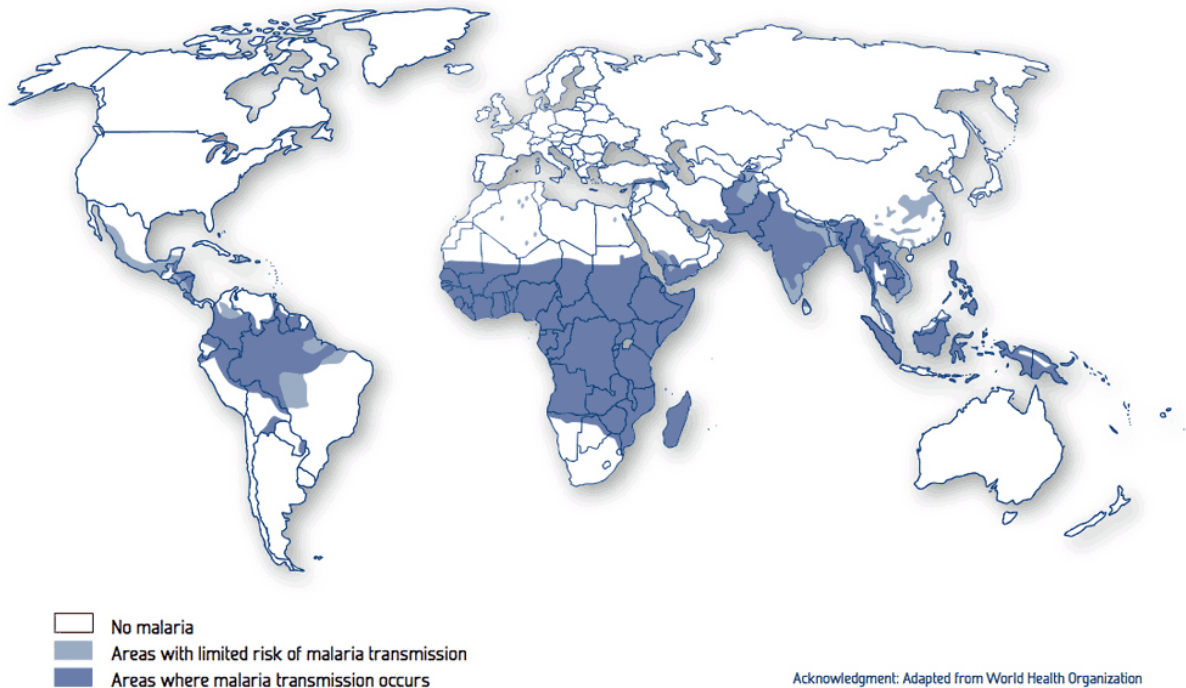 No malaria
Areas with limited risk of malaria transmission
Areas where malaria transmission occurs
Acknowledgment: Adapted from World Health Organization